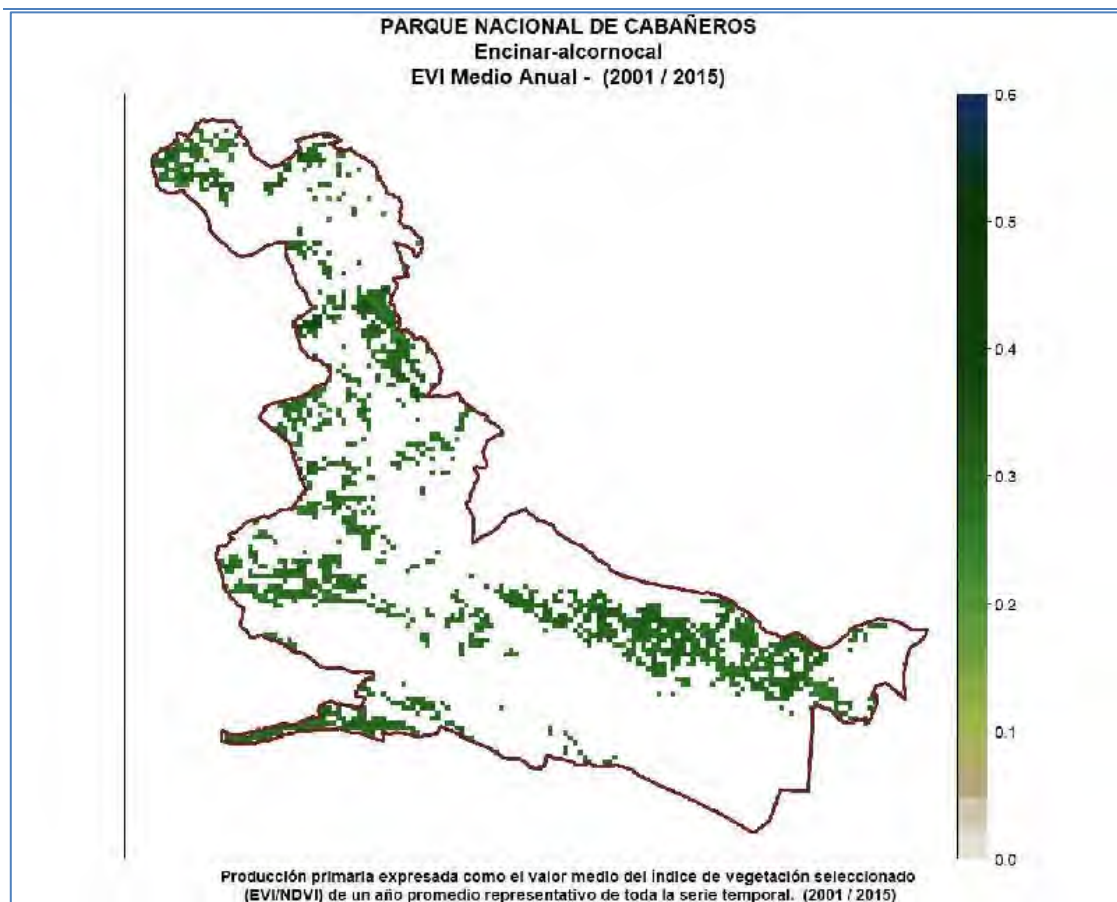 PARQUE NACIONAL DE CABAÑEROS
Encinar-alcornocal
EVI Medio Anual - (2001 / 2015)
0.6
0.5
0.4
0.3
0.2
0.1
0.0
Producción primaria expresada como el valor medio del índice de vegetación seleccionado
(EVI/NDVI) de un año promedio representativo de toda la serie temporal. (2001 / 2015)